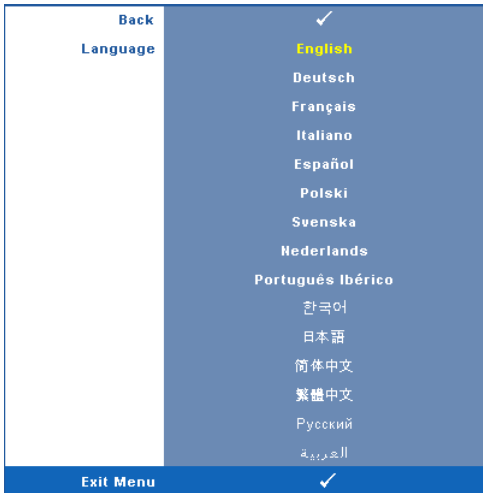 Back ✓
Language English
Deutsch
Français
Italiano
Español
Polski
Svenska
Nederlands
Português Ibérico
한국어
日本語
简体中文
繁體中文
Русский
العربية
Exit Menu ✓